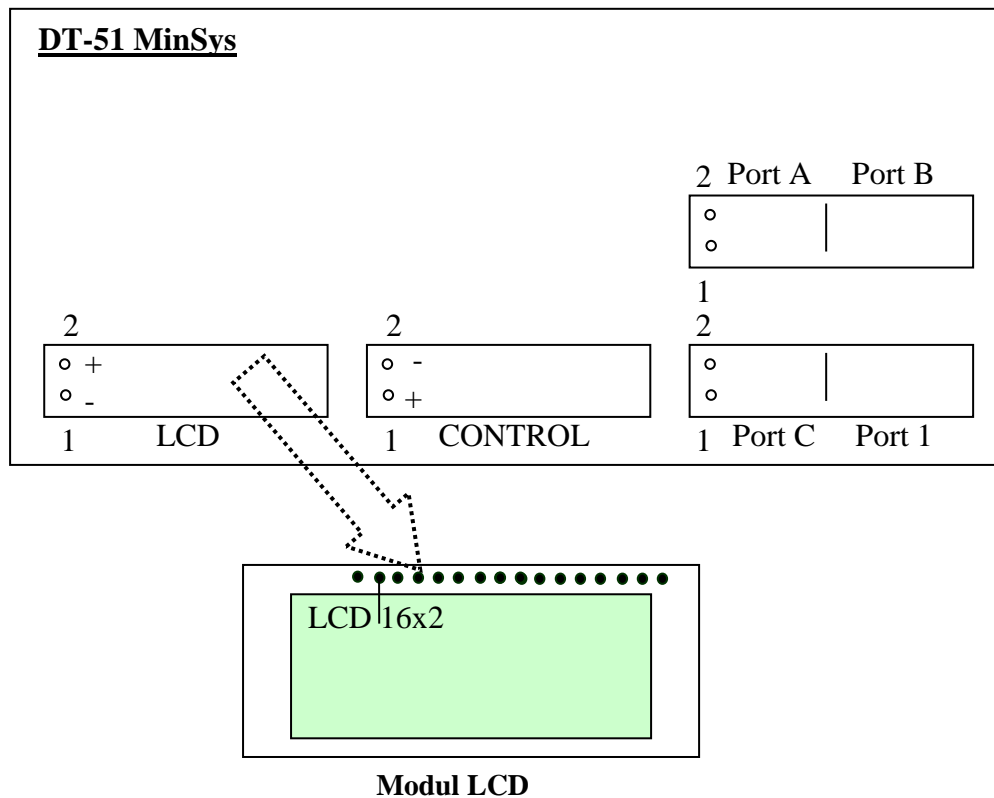 DT-51 MinSys
2 Port A Port B
1
2 2 2
+ -
- +
1 LCD 1 CONTROL 1 Port C Port 1
LCD 16x2
Modul LCD